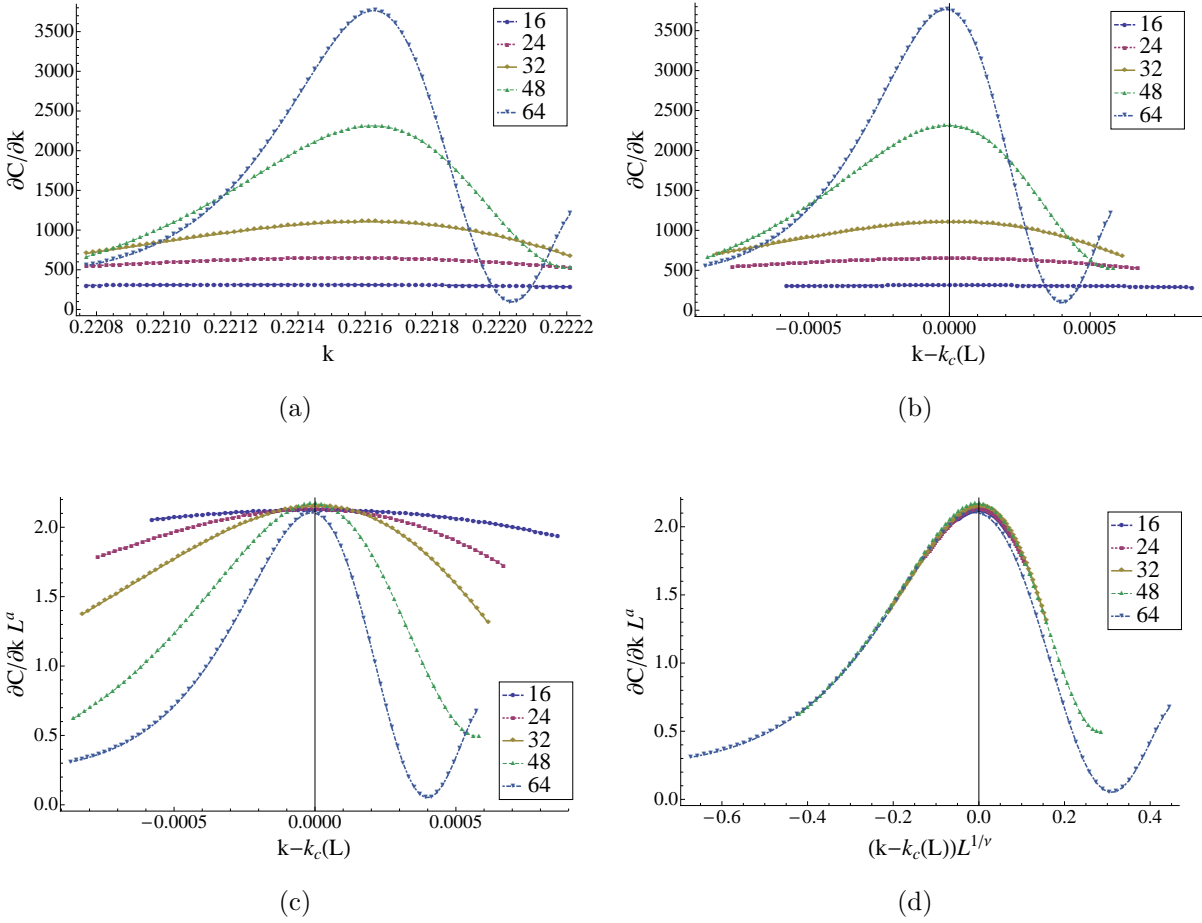 ∂C/∂k
3500
3000
2500
2000
1500
1000
500
0
0.2208 0.2210 0.2212 0.2214 0.2216 0.2218 0.2220 0.2222
k
16
24
32
48
64
(a)
∂C/∂k
3500
3000
2500
2000
1500
1000
500
0
−0.0005 0.0000 0.0005
k−k_c(L)
16
24
32
48
64
(b)
∂C/∂k L^a
2.0
1.5
1.0
0.5
0.0
−0.0005 0.0000 0.0005
k−k_c(L)
16
24
32
48
64
(c)
∂C/∂k L^a
2.0
1.5
1.0
0.5
0.0
−0.6 −0.4 −0.2 0.0 0.2 0.4
(k−k_c(L))L^{1/ν}
16
24
32
48
64
(d)